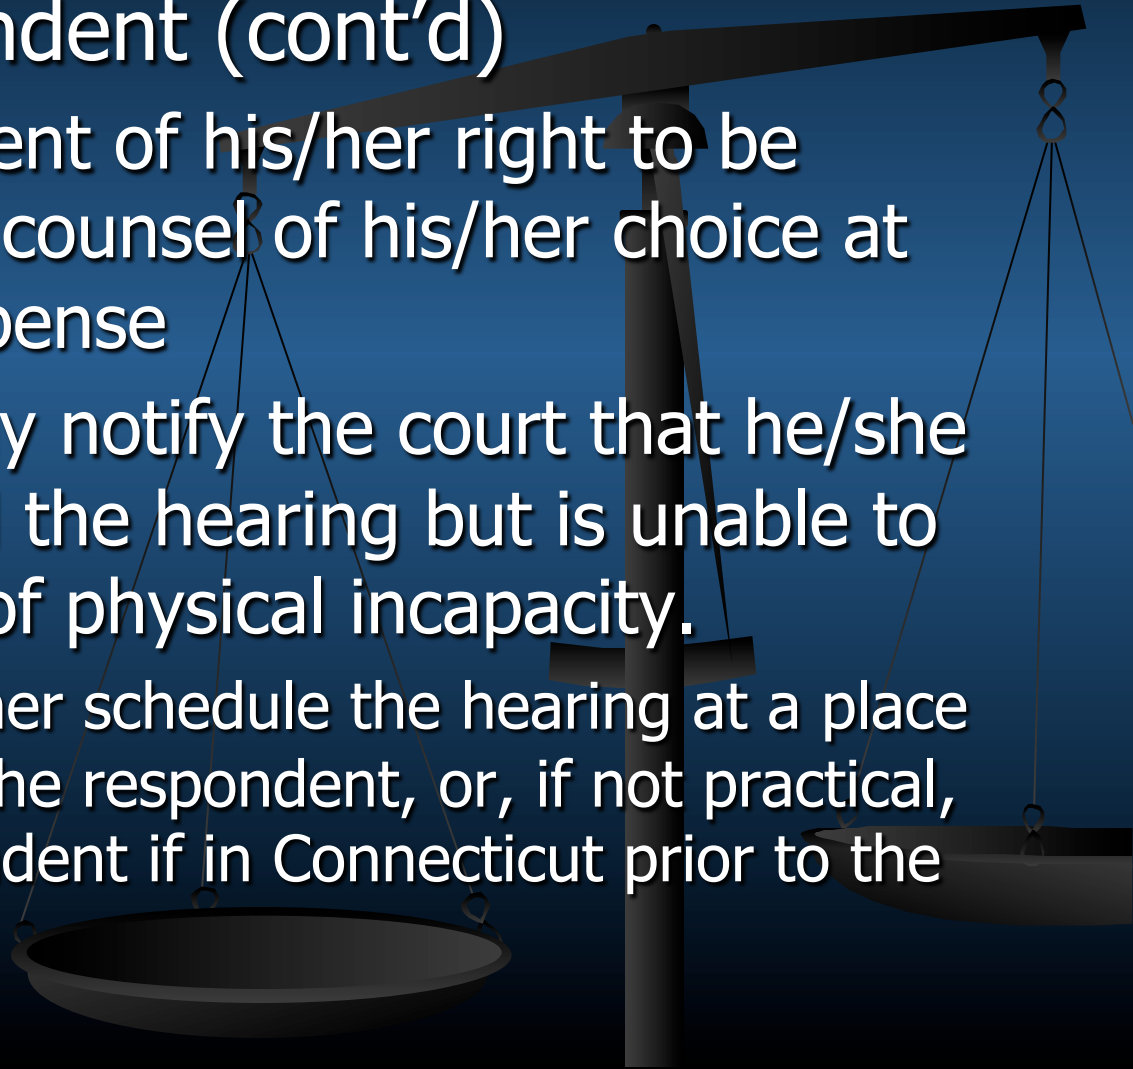 ndent (cont’d)
ent of his/her right to be
counsel of his/her choice at
pense
y notify the court that he/she
the hearing but is unable to
of physical incapacity.
her schedule the hearing at a place
he respondent, or, if not practical,
dent if in Connecticut prior to the